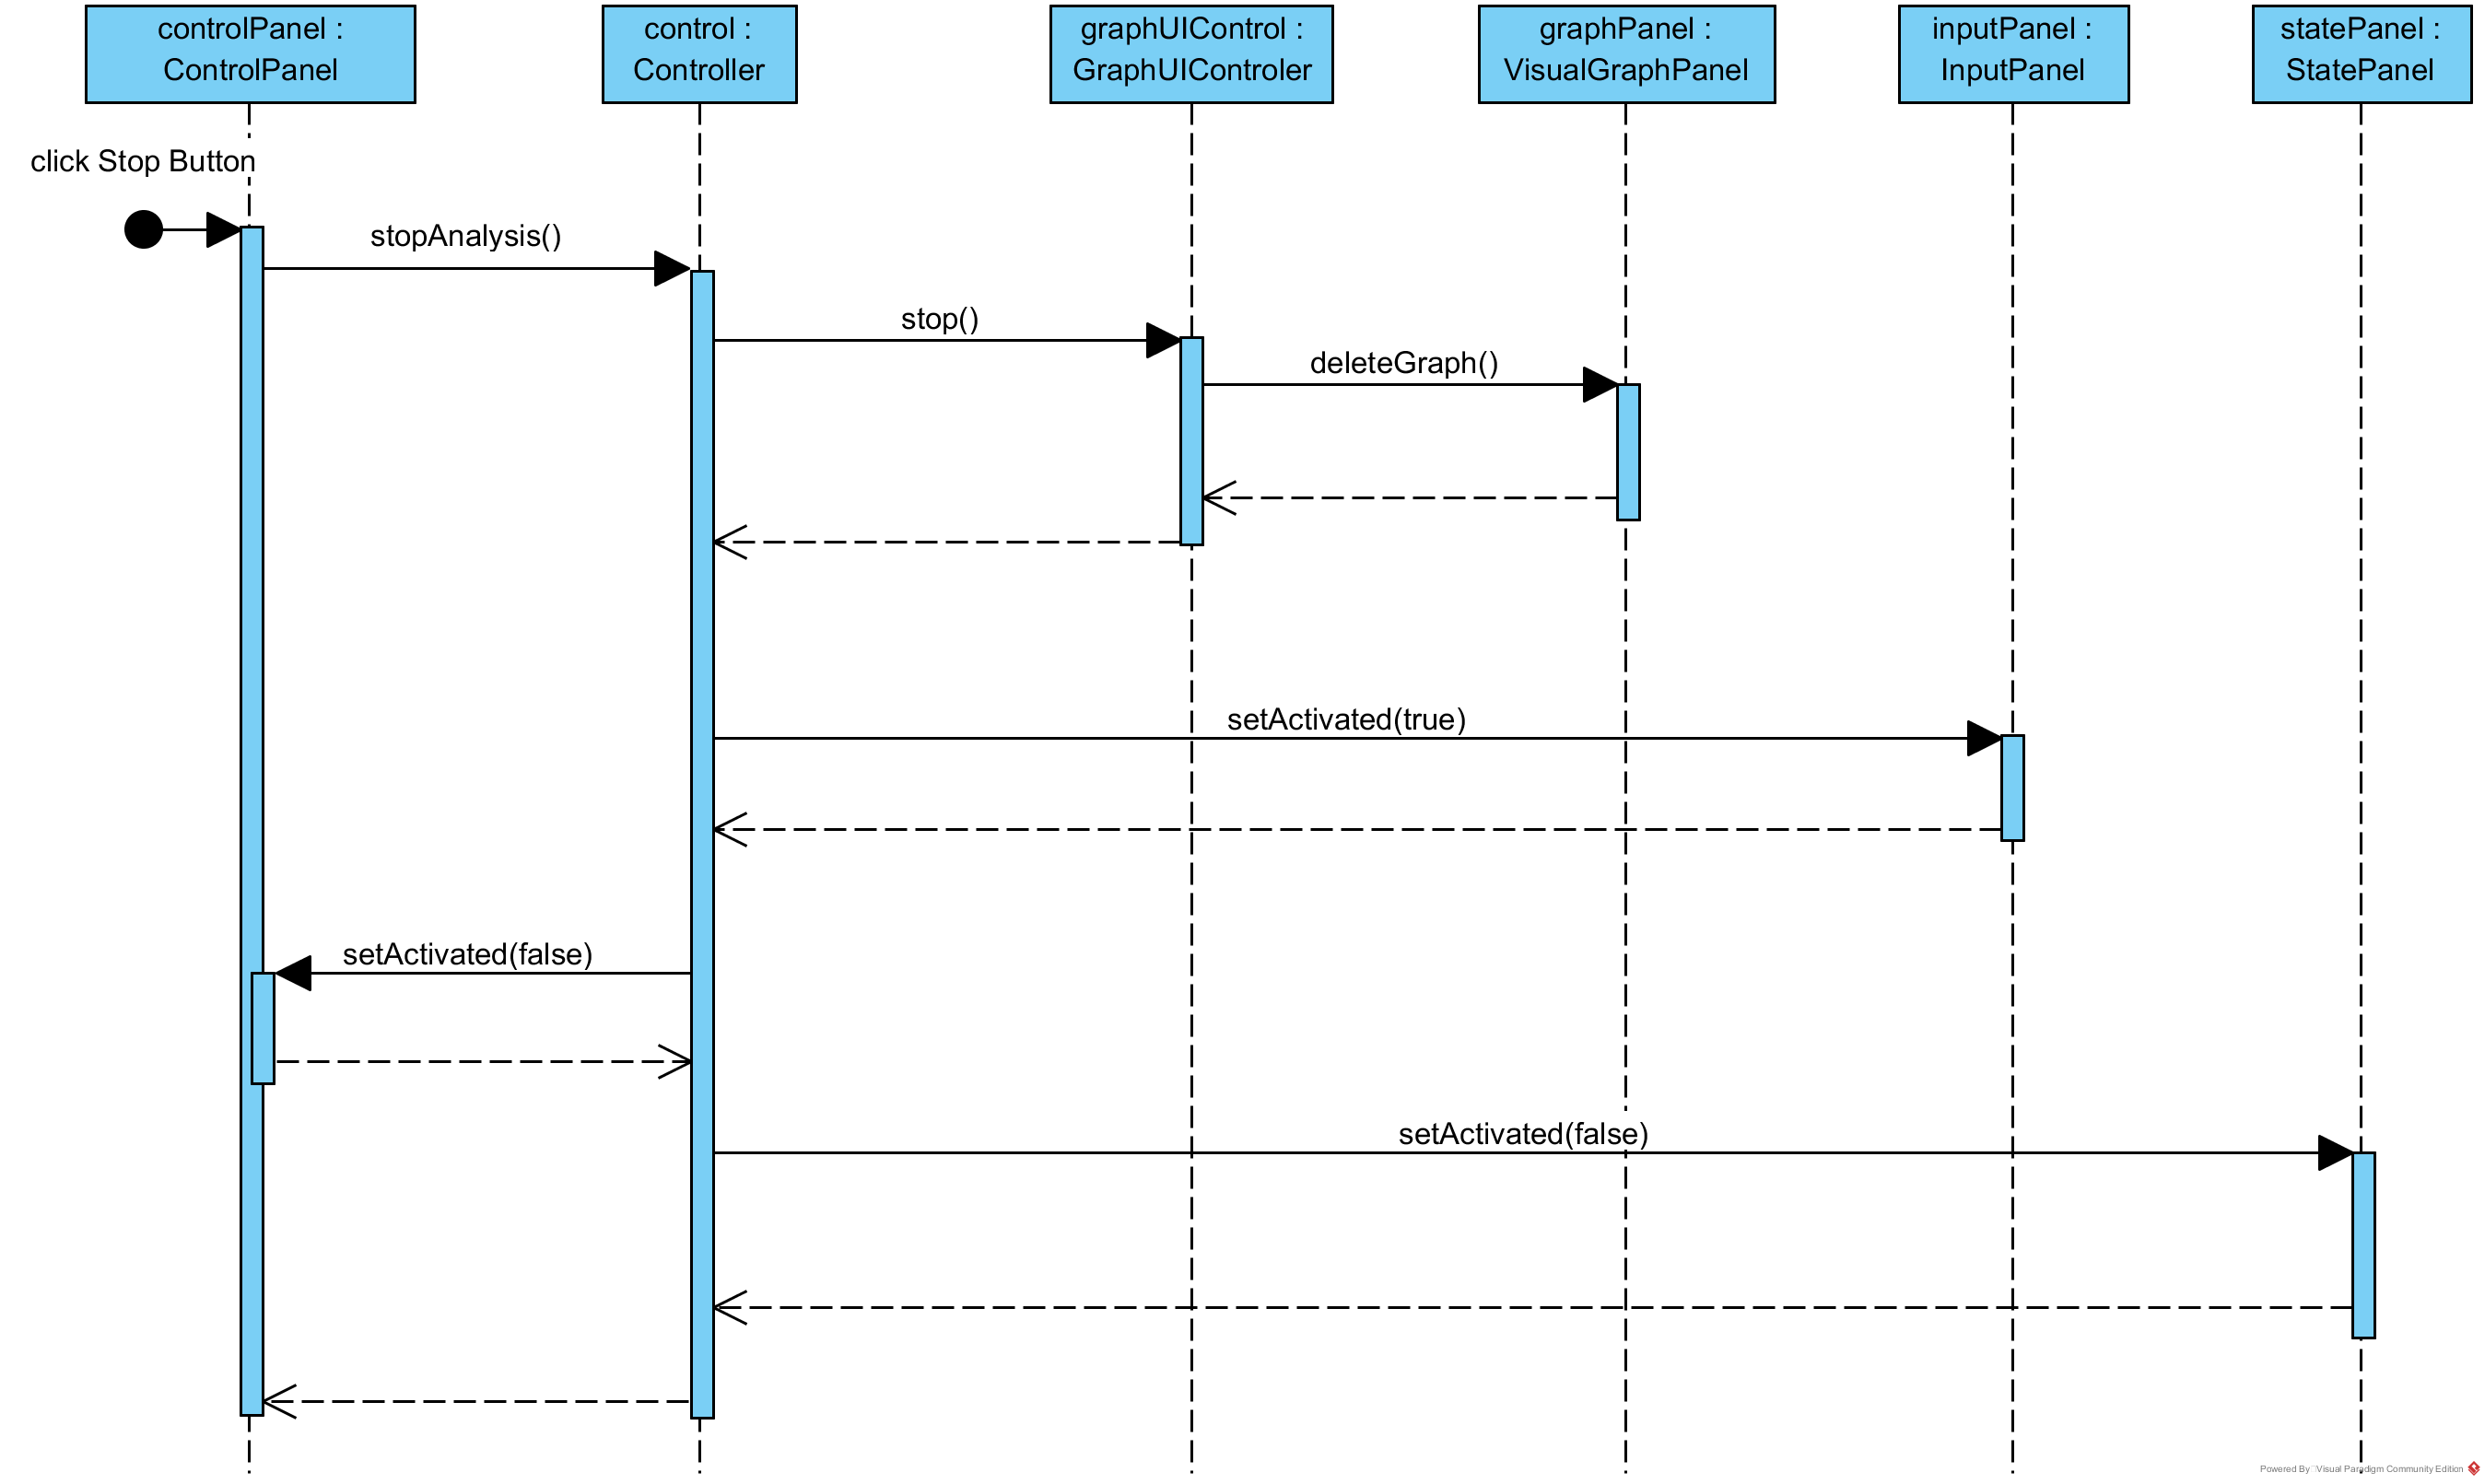 controlPanel :
ControlPanel
control :
Controller
graphUIControl :
GraphUIControler
graphPanel :
VisualGraphPanel
inputPanel :
InputPanel
statePanel :
StatePanel
click Stop Button
stopAnalysis()
stop()
deleteGraph()
setActivated(true)
setActivated(false)
setActivated(false)
Powered By Visual Paradigm Community Edition